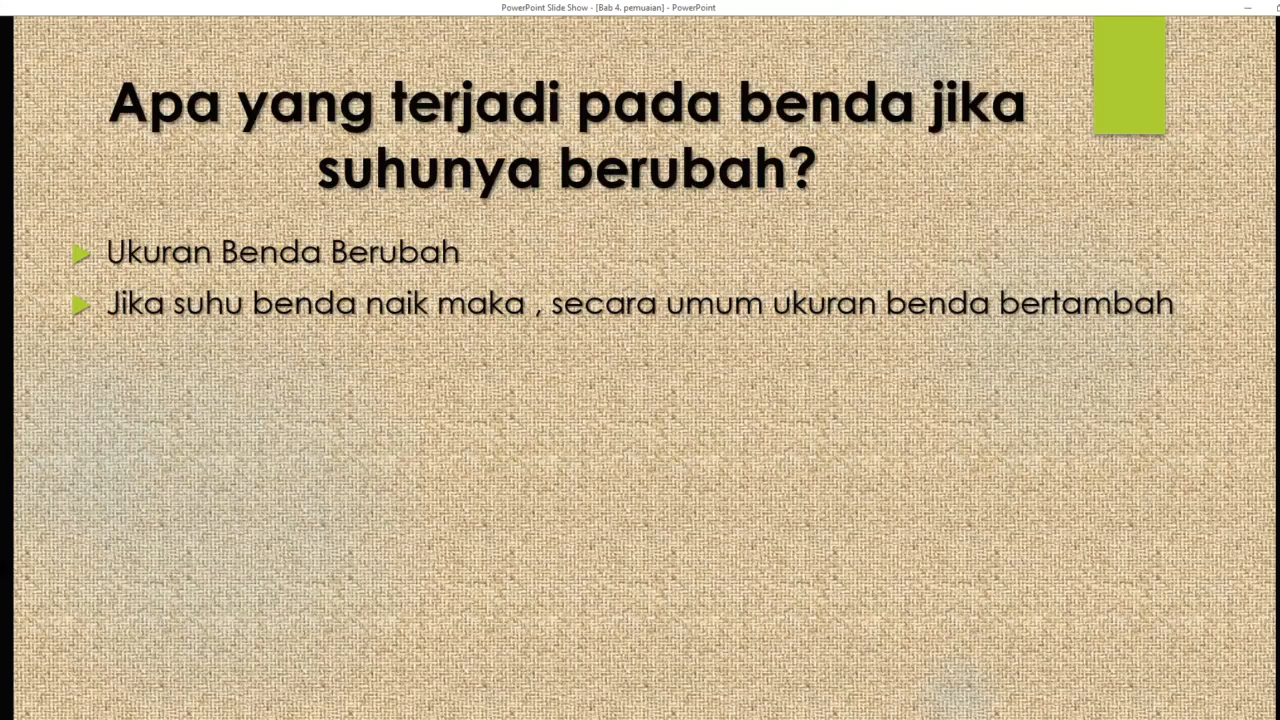 PowerPoint Slide Show - [Bab 4. pemuaian] - PowerPoint
Apa yang terjadi pada benda jika
suhunya berubah?
Ukuran Benda Berubah
Jika suhu benda naik maka , secara umum ukuran benda bertambah